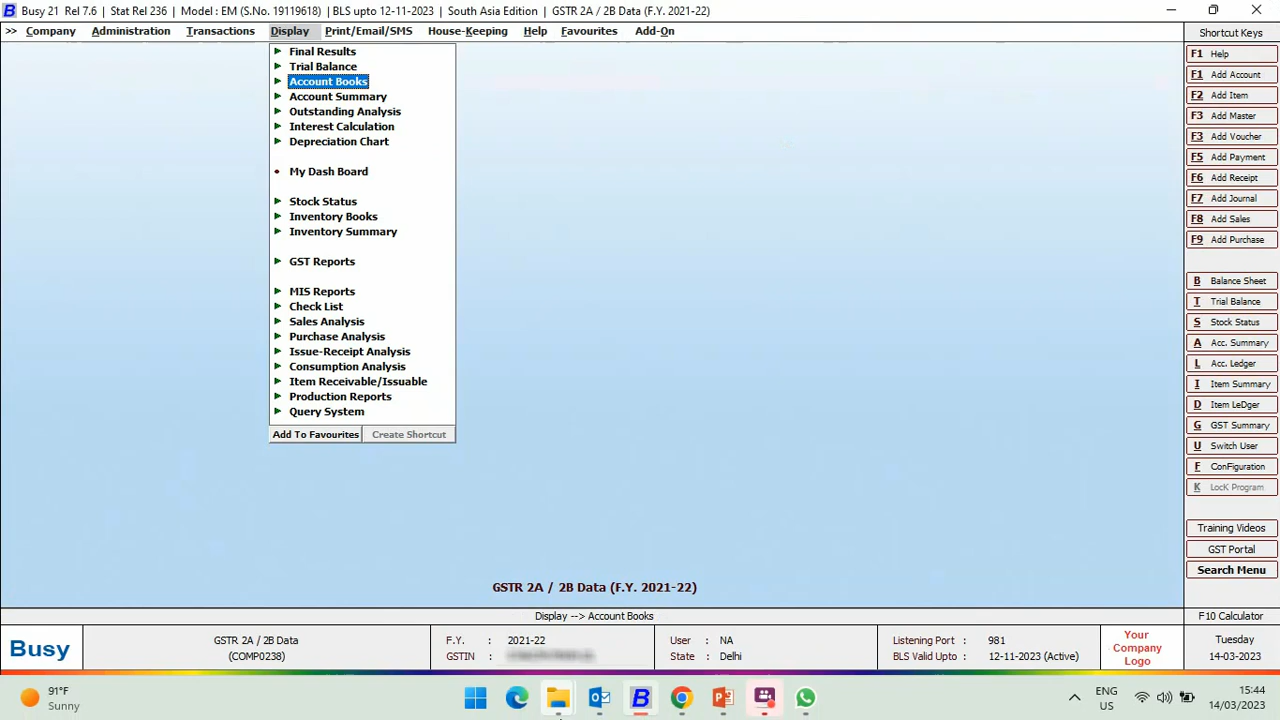 Busy 21 Rel 7.6 | Stat Rel 236 | Model : EM (S.No. 19119618) | BLS upto 12-11-2023 | South Asia Edition | GSTR 2A / 2B Data (F.Y. 2021-22)
>> Company Administration Transactions Display Print/Email/SMS House-Keeping Help Favourites Add-On
Final Results
Trial Balance
Account Books
Account Summary
Outstanding Analysis
Interest Calculation
Depreciation Chart
My Dash Board
Stock Status
Inventory Books
Inventory Summary
GST Reports
MIS Reports
Check List
Sales Analysis
Purchase Analysis
Issue-Receipt Analysis
Consumption Analysis
Item Receivable/Issuable
Production Reports
Query System
Add To Favourites Create Shortcut
Shortcut Keys
F1 Help
F1 Add Account
F2 Add Item
F3 Add Master
F3 Add Voucher
F5 Add Payment
F6 Add Receipt
F7 Add Journal
F8 Add Sales
F9 Add Purchase
B Balance Sheet
T Trial Balance
S Stock Status
A Acc. Summary
L Acc. Ledger
I Item Summary
D Item LeDger
G GST Summary
U Switch User
F ConFiguration
K LocK Program
Training Videos
GST Portal
Search Menu
GSTR 2A / 2B Data (F.Y. 2021-22)
Display --> Account Books
F10 Calculator
Busy
GSTR 2A / 2B Data
(COMP0238)
F.Y. : 2021-22
GSTIN :
User : NA
State : Delhi
Listening Port : 981
BLS Valid Upto : 12-11-2023 (Active)
Your
Company
Logo
Tuesday
14-03-2023
91°F
Sunny
ENG
US
15:44
14/03/2023